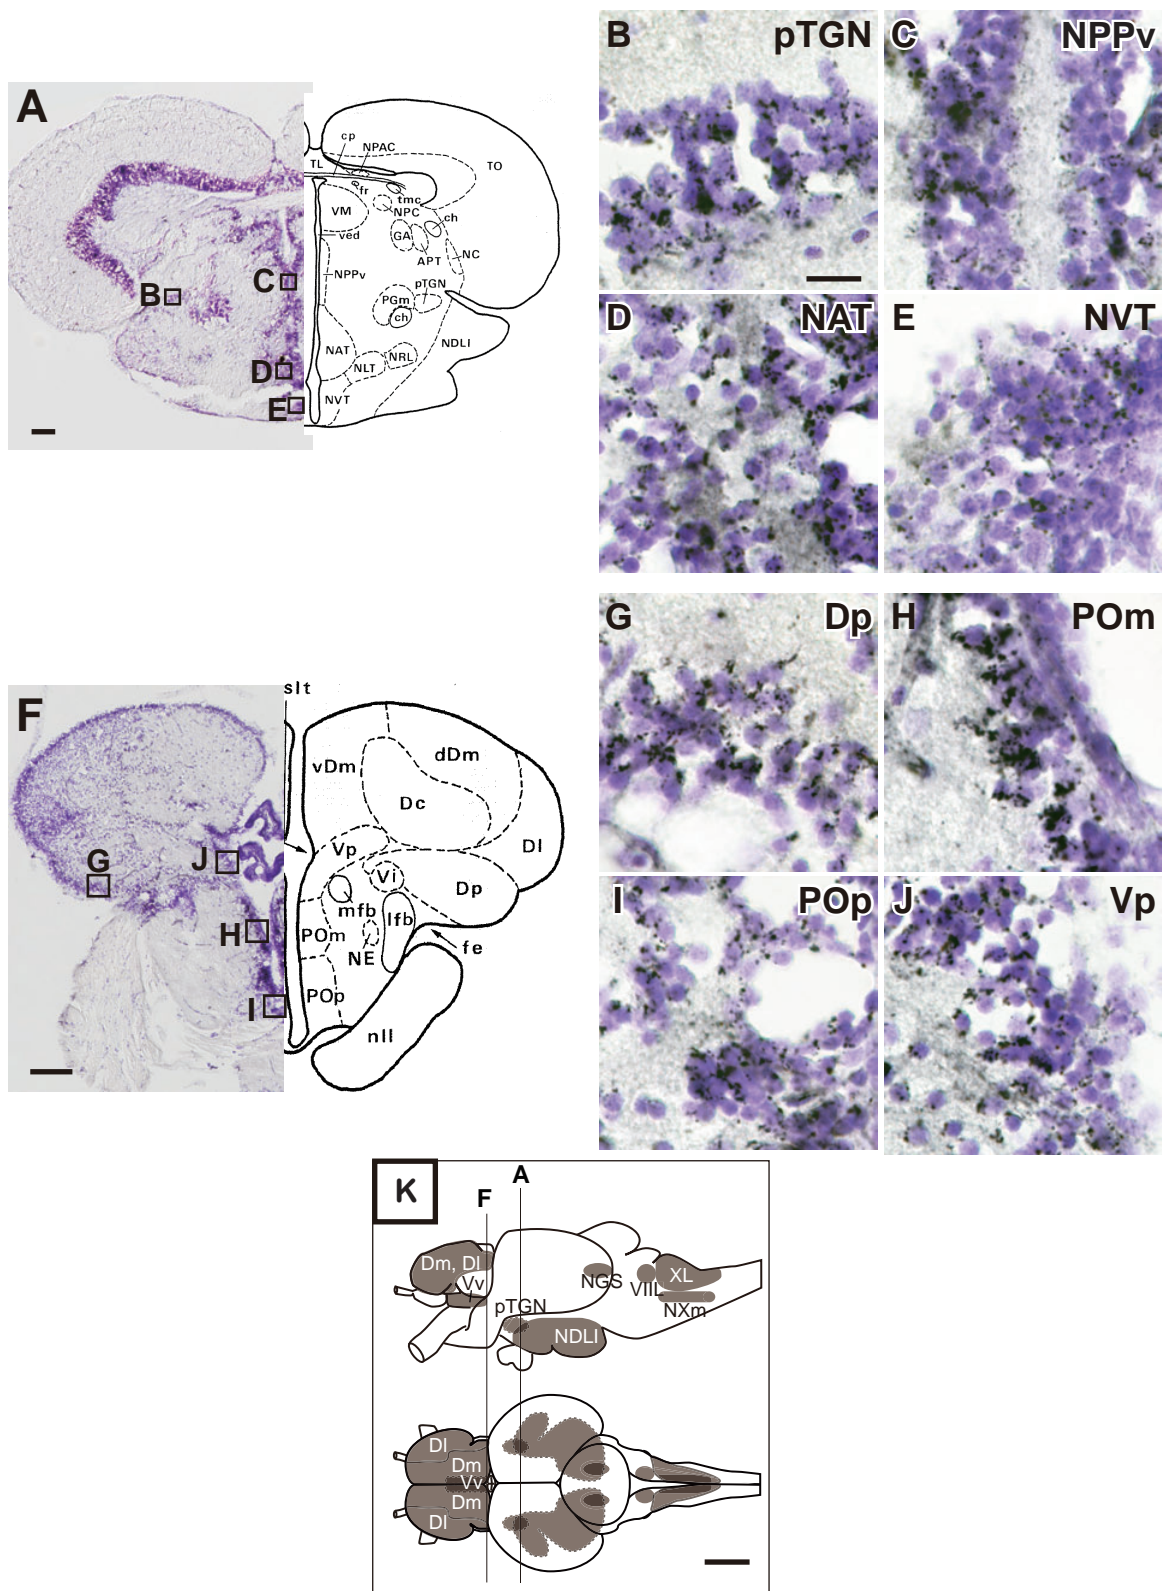 A
B
C
D
E
cp
NPAC
TL
TO
fr
tmc
VM
NPC
ch
ved
GA
APT
NC
NPPv
pTGN
PGm
ch
NAT
NRL
NDLI
NLT
NVT
B pTGN
C NPPv
D NAT
E NVT
F
G
J
H
I
slt
vDm
dDm
Dc
Dl
Vp
Vi
Dp
mfb
lfb
POm
NE
fe
POp
nII
G Dp
H POm
I POp
J Vp
K
F
A
Dm, Dl
Vv
NGS
VIIL
XL
NXm
pTGN
NDLI
Dl
Dm
Vv
Dm
Dl